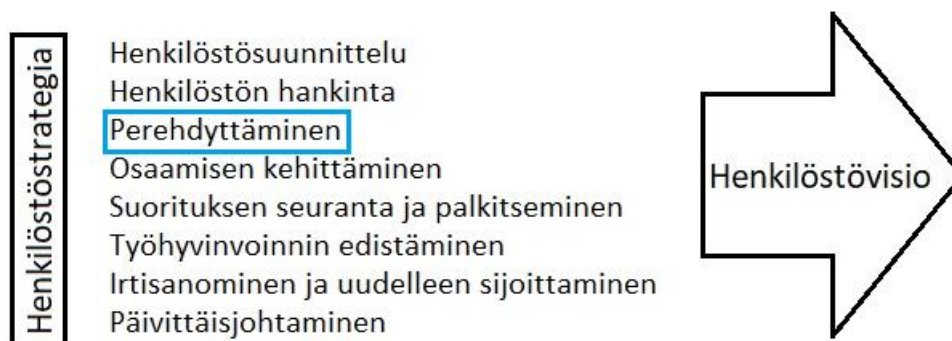 Henkilöstöstrategia
Henkilöstösuunnittelu
Henkilöstön hankinta
Perehdyttäminen
Osaamisen kehittäminen
Suorituksen seuranta ja palkitseminen
Työhyvinvoinnin edistäminen
Irtisanominen ja uudelleen sijoittaminen
Päivittäisjohtaminen
Henkilöstövisio